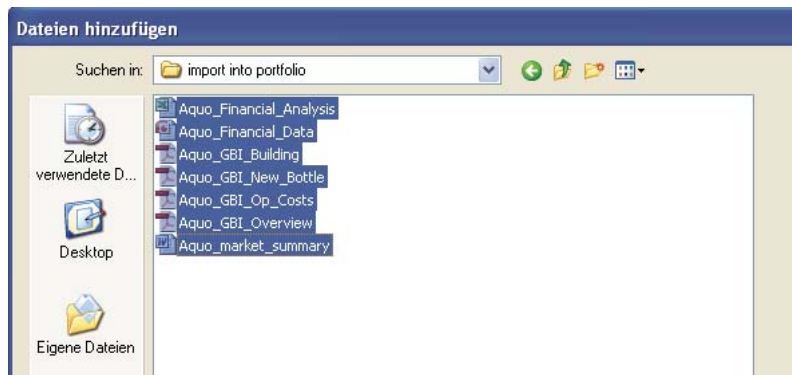 Dateien hinzufügen
Suchen in: import into portfolio
Aquo_Financial_Analysis
Aquo_Financial_Data
Aquo_GBI_Building
Aquo_GBI_New_Bottle
Aquo_GBI_Op_Costs
Aquo_GBI_Overview
Aquo_market_summary
Zuletzt
verwendete D...
Desktop
Eigene Dateien